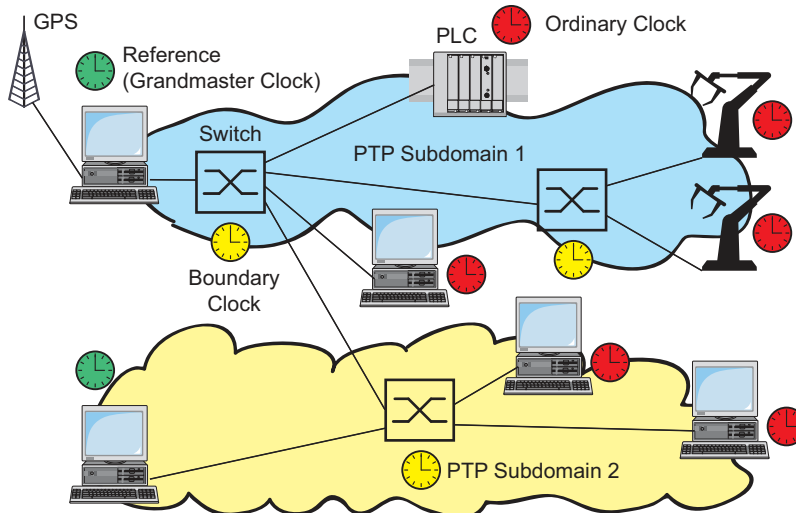 GPS
Reference
(Grandmaster Clock)
PLC
Ordinary Clock
Switch
PTP Subdomain 1
Boundary
Clock
PTP Subdomain 2